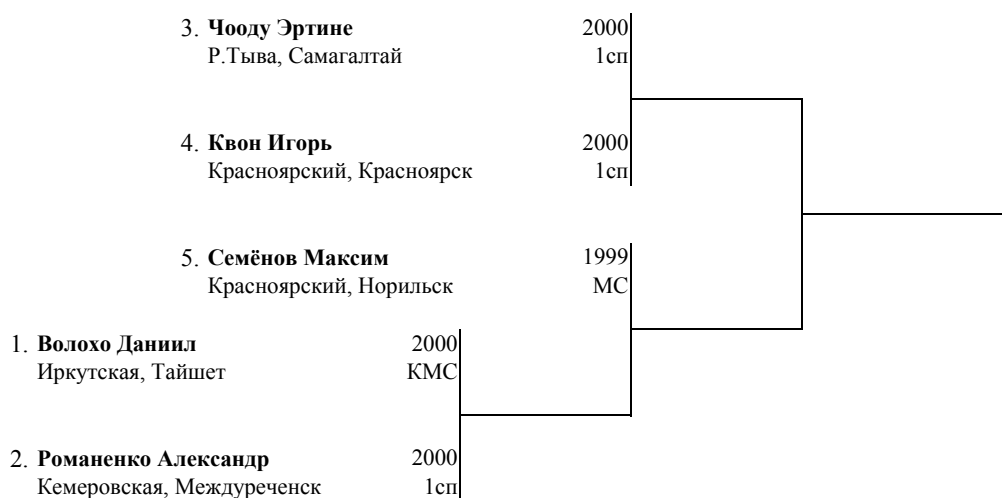 3. Чооду Эртине 2000
Р.Тыва, Самагалтай 1сп
4. Квон Игорь 2000
Красноярский, Красноярск 1сп
5. Семёнов Максим 1999
Красноярский, Норильск МС
1. Волохо Даниил 2000
Иркутская, Тайшет КМС
2. Романенко Александр 2000
Кемеровская, Междуреченск 1сп